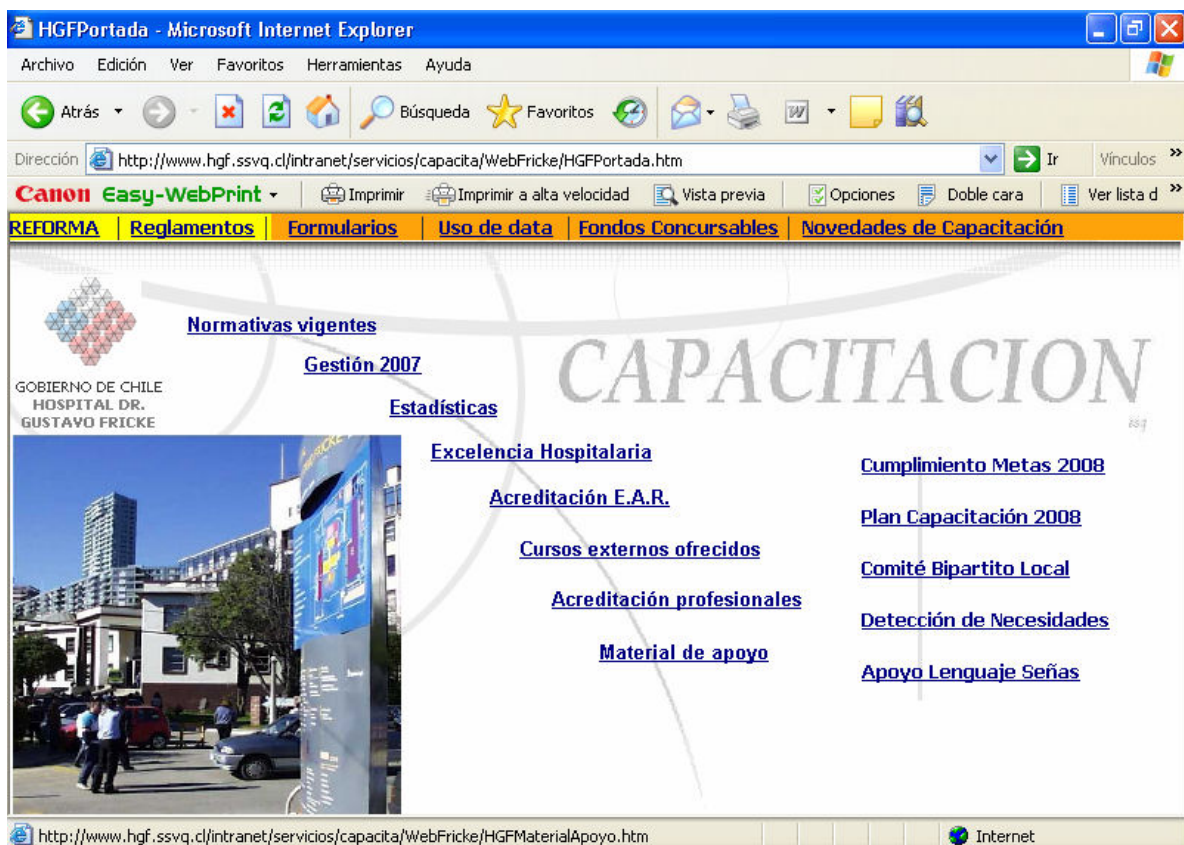 HGFPortada - Microsoft Internet Explorer
Archivo Edición Ver Favoritos Herramientas Ayuda
Atrás Búsqueda Favoritos
Dirección http://www.hgf.ssvq.cl/intranet/servicios/capacita/WebFricke/HGFPortada.htm Ir Vínculos »
Canon Easy-WebPrint Imprimir Imprimir a alta velocidad Vista previa Opciones Doble cara Ver lista d »
REFORMA | Reglamentos | Formularios | Uso de data | Fondos Concursables | Novedades de Capacitación
GOBIERNO DE CHILE
HOSPITAL DR.
GUSTAVO FRICKE
CAPACITACION
Normativas vigentes
Gestión 2007
Estadísticas
Excelencia Hospitalaria
Acreditación E.A.R.
Cursos externos ofrecidos
Acreditación profesionales
Material de apoyo
Cumplimiento Metas 2008
Plan Capacitación 2008
Comité Bipartito Local
Detección de Necesidades
Apoyo Lenguaje Señas
http://www.hgf.ssvq.cl/intranet/servicios/capacita/WebFricke/HGFMaterialApoyo.htm Internet